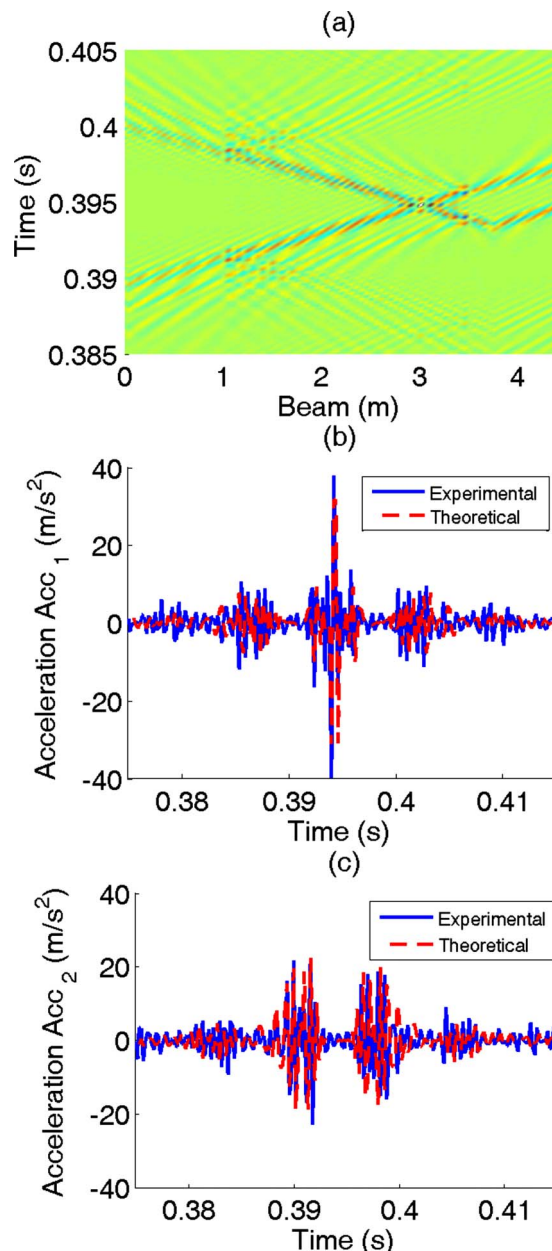 (a)
Time (s)
0.405
0.4
0.395
0.39
0.385
0 1 2 3 4
Beam (m)
(b)
Acceleration Acc1 (m/s2)
40
20
0
-20
-40
Experimental
Theoretical
0.38 0.39 0.4 0.41
Time (s)
(c)
Acceleration Acc2 (m/s2)
40
20
0
-20
-40
Experimental
Theoretical
0.38 0.39 0.4 0.41
Time (s)